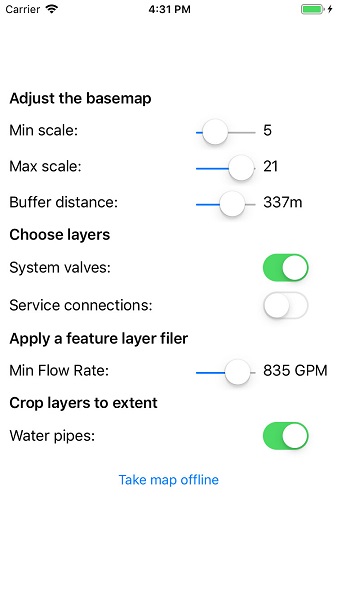 Carrier 4:31 PM
Adjust the basemap
Min scale: 5
Max scale: 21
Buffer distance: 337m
Choose layers
System valves:
Service connections:
Apply a feature layer filer
Min Flow Rate: 835 GPM
Crop layers to extent
Water pipes:
Take map offline